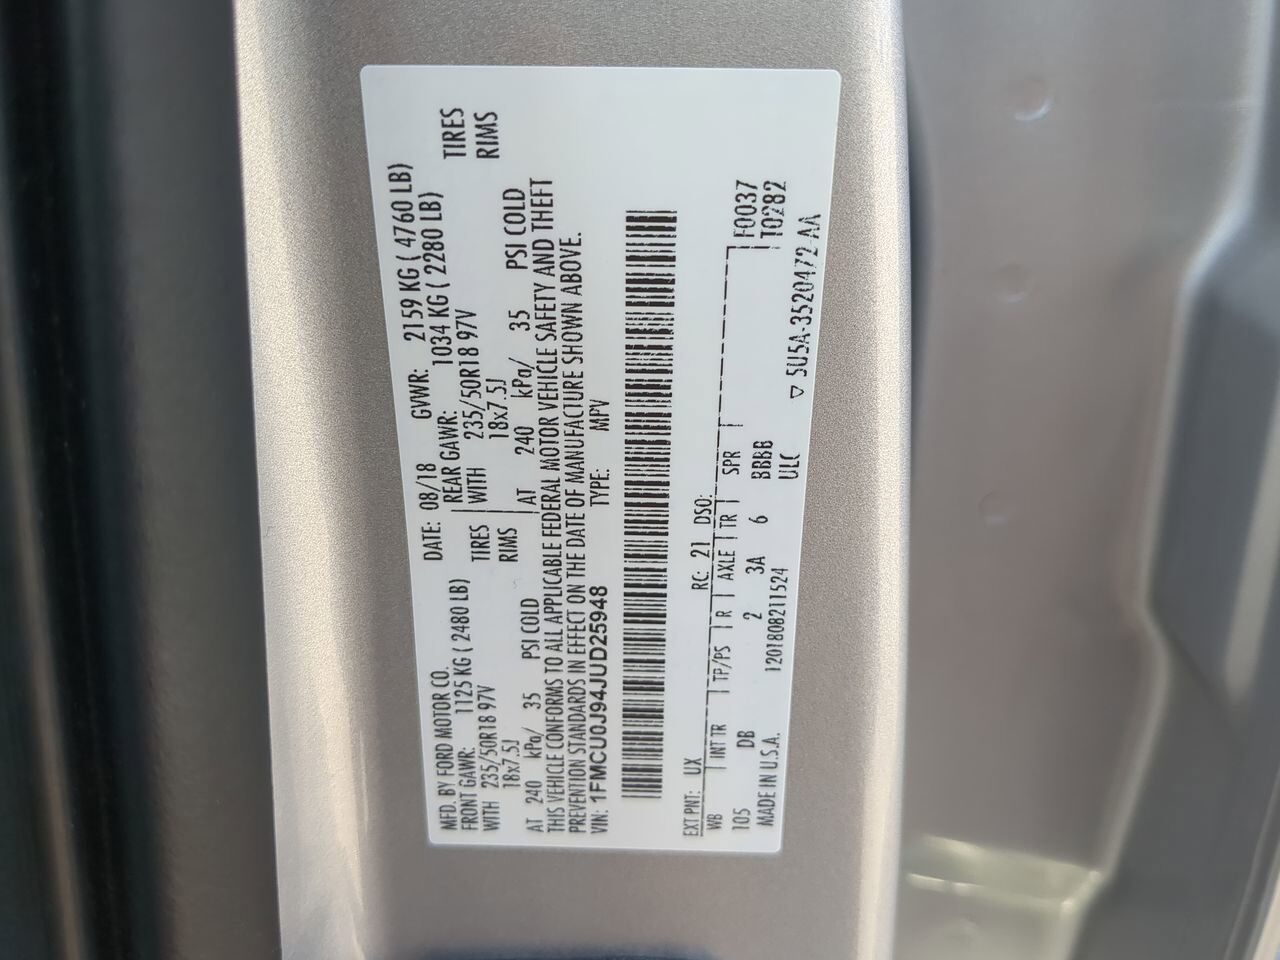 MFD. BY FORD MOTOR CO.
DATE: 08/18 GVWR: 2159 KG ( 4760 LB)
FRONT GAWR: 1125 KG ( 2480 LB) REAR GAWR: 1034 KG ( 2280 LB)
WITH 235/50R18 97V TIRES WITH 235/50R18 97V TIRES
18x7.5J RIMS 18x7.5J RIMS
AT 240 kPa/ 35 PSI COLD AT 240 kPa/ 35 PSI COLD
THIS VEHICLE CONFORMS TO ALL APPLICABLE FEDERAL MOTOR VEHICLE SAFETY AND THEFT
PREVENTION STANDARDS IN EFFECT ON THE DATE OF MANUFACTURE SHOWN ABOVE.
VIN: 1FMCU0J94JUD25948 TYPE: MPV
EXT PNT: UX RC: 21 DSO:
WB INT TR TP/PS R AXLE TR SPR F0037
105 DB 2 3A 6 BBBB T0282
MADE IN U.S.A. 1201808211524 ULC
▽ 5U5A-3520472-AA